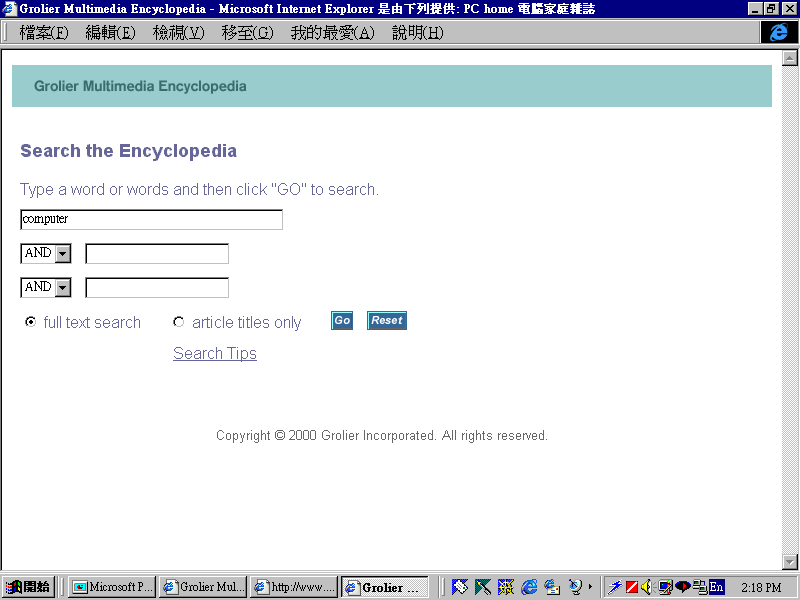 Grolier Multimedia Encyclopedia - Microsoft Internet Explorer 是由下列提供: PC home 電腦家庭雜誌
檔案(F) 編輯(E) 檢視(V) 移至(G) 我的最愛(A) 說明(H)
Grolier Multimedia Encyclopedia
Search the Encyclopedia
Type a word or words and then click "GO" to search.
computer
AND
AND
full text search article titles only Go Reset
Search Tips
Copyright © 2000 Grolier Incorporated. All rights reserved.
開始 Microsoft P... Grolier Mul... http://www.... Grolier ... En 2:18 PM